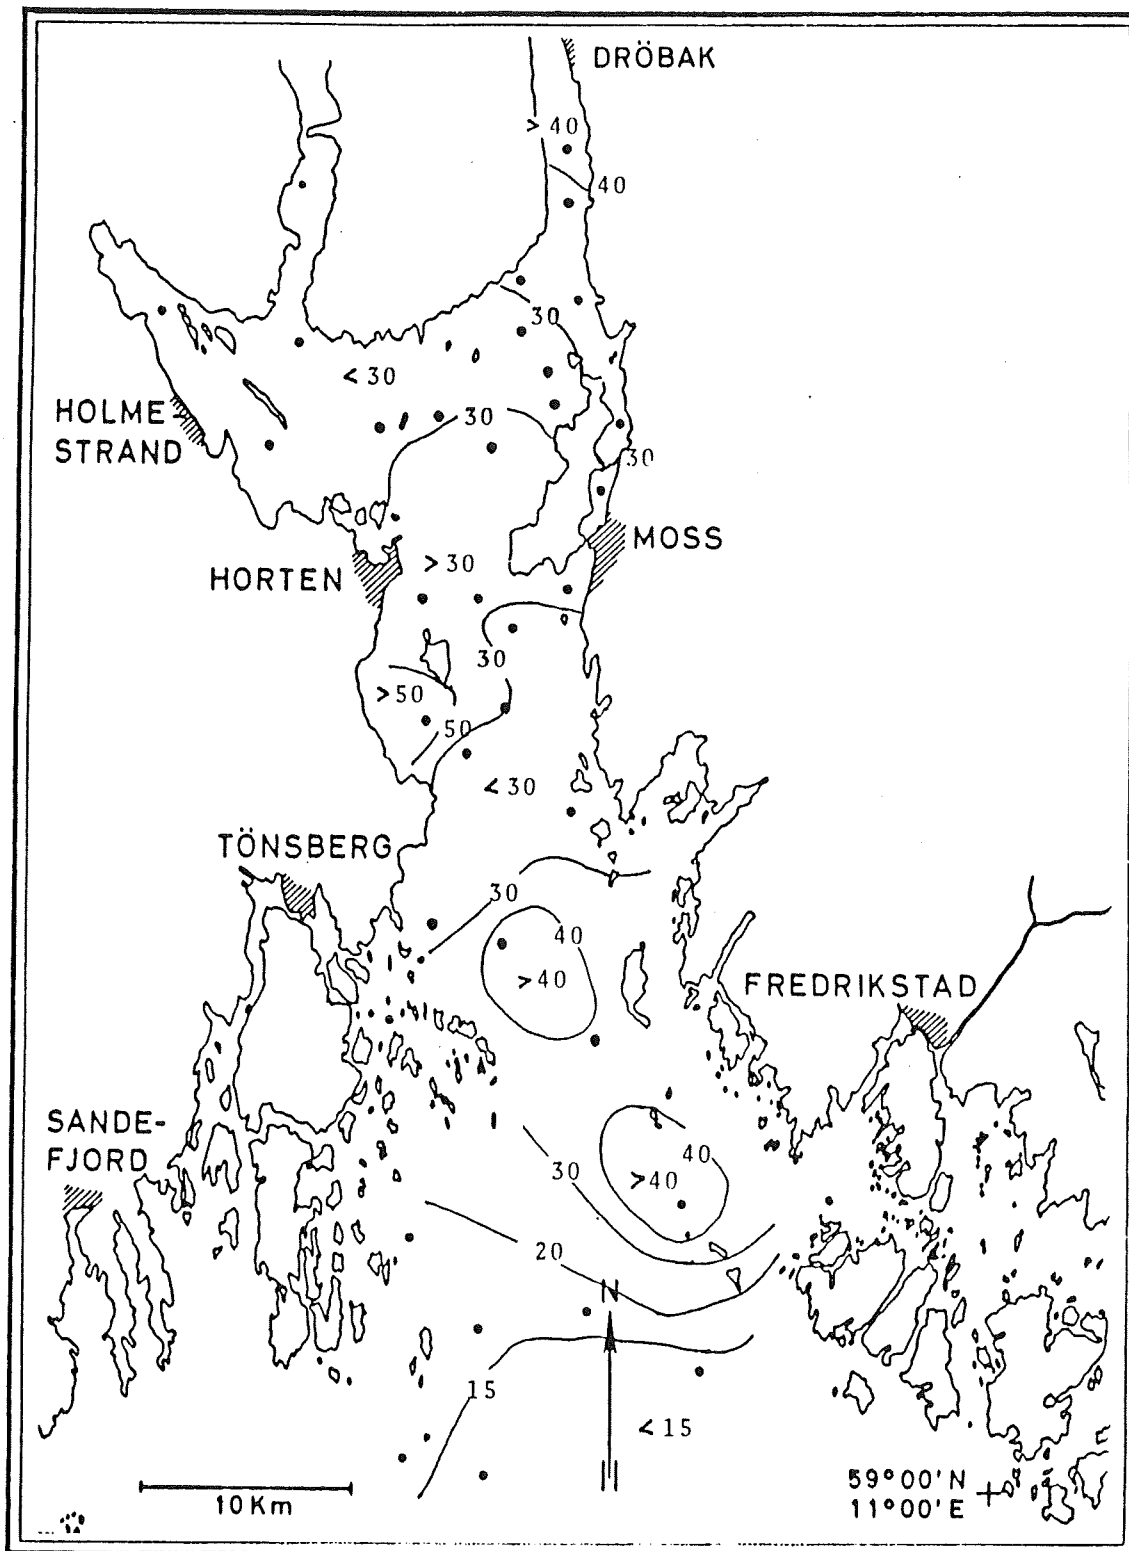 DRÖBAK
> 40
40
30
< 30
HOLME-
STRAND
30
30
MOSS
> 30
HORTEN
30
> 50
50
< 30
TÖNSBERG
30
40
> 40
FREDRIKSTAD
SANDE-
FJORD
40
30
> 40
20
N
15
< 15
59°00'N
11°00'E
10Km